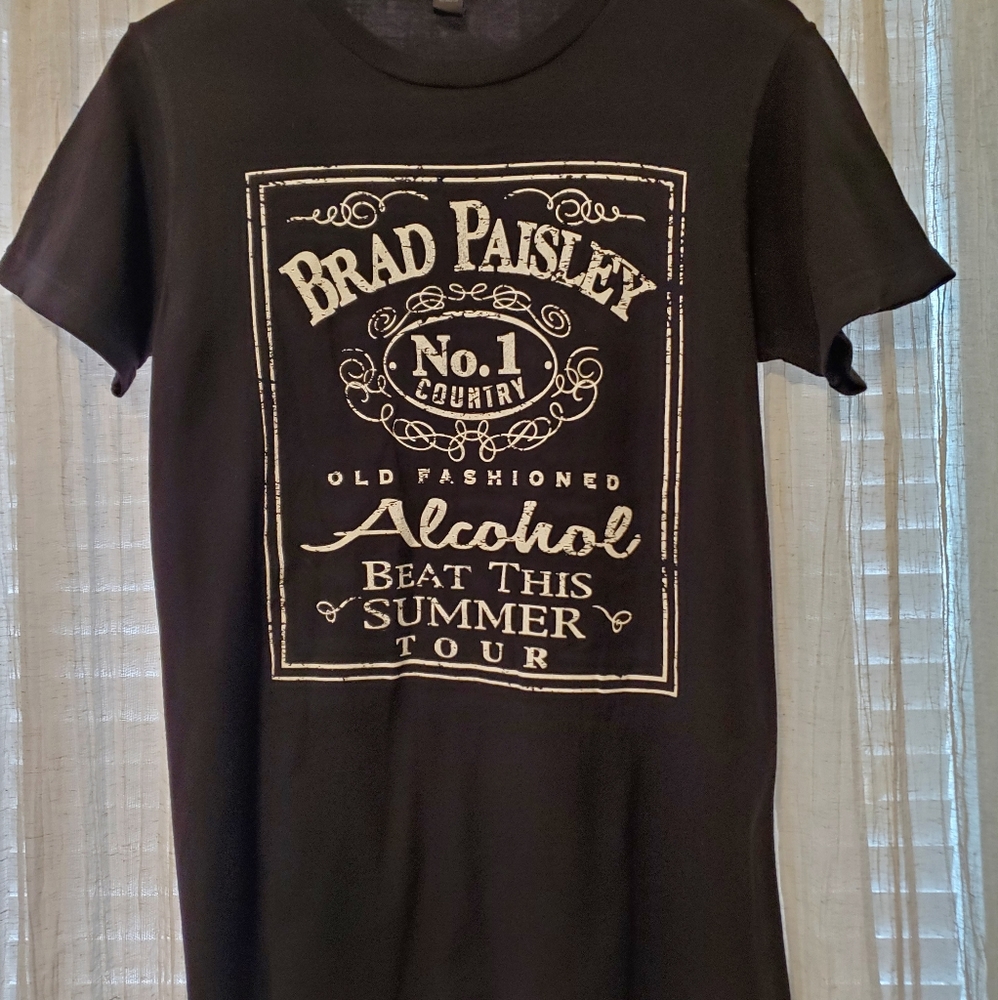 BRAD PAISLEY
No.1
COUNTRY
OLD FASHIONED
Alcohol
BEAT THIS
SUMMER
TOUR